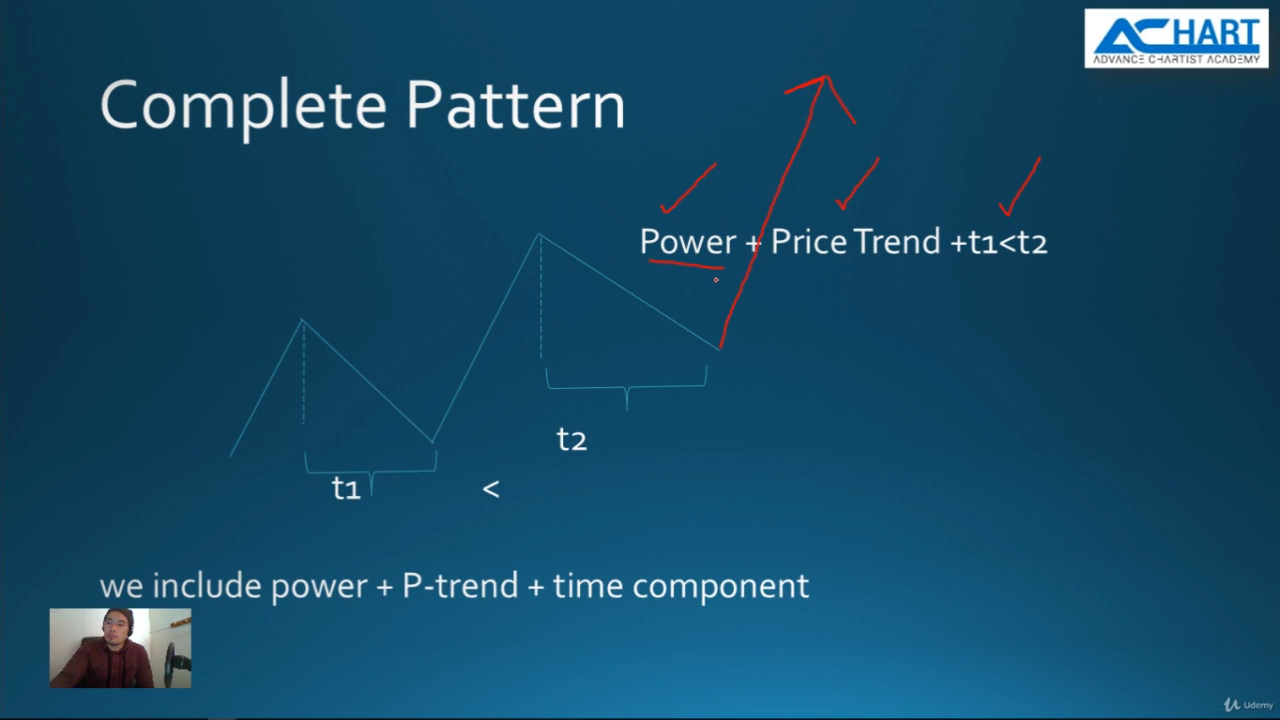 ACHART
ADVANCE CHARTIST ACADEMY
Complete Pattern
Power + Price Trend +t1<t2
t2
t1 <
we include power + P-trend + time component
Udemy